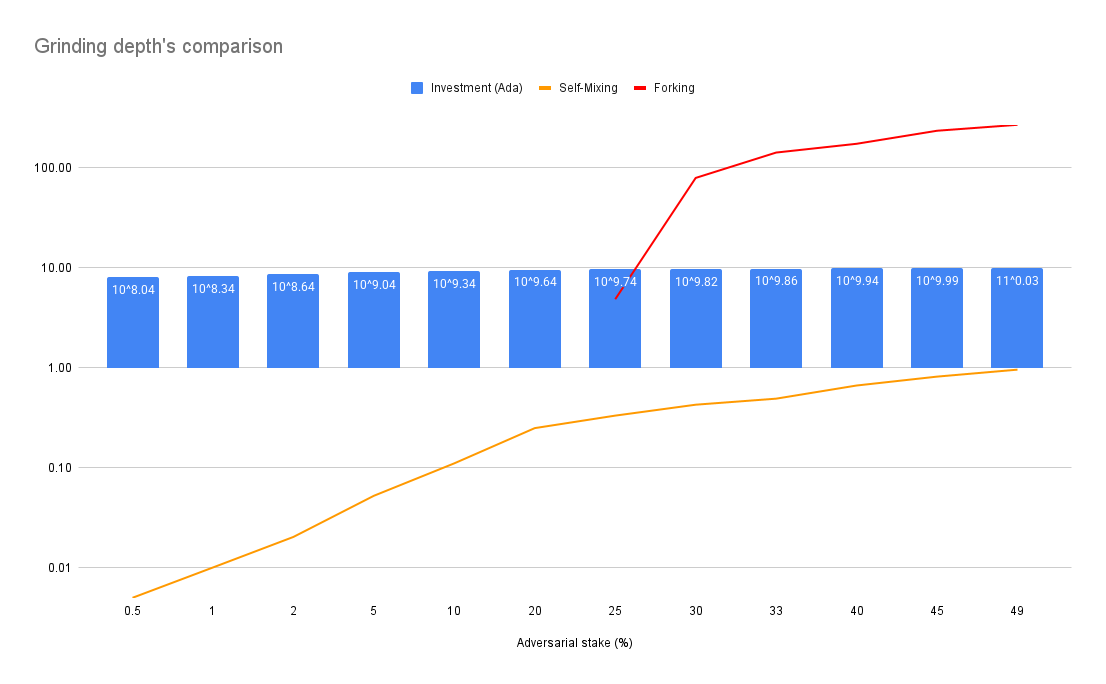 Grinding depth's comparison
Investment (Ada) Self-Mixing Forking
100.00
10.00
1.00
0.10
0.01
10^8.04 10^8.34 10^8.64 10^9.04 10^9.34 10^9.64 10^9.74 10^9.82 10^9.86 10^9.94 10^9.99 11^0.03
0.5 1 2 5 10 20 25 30 33 40 45 49
Adversarial stake (%)